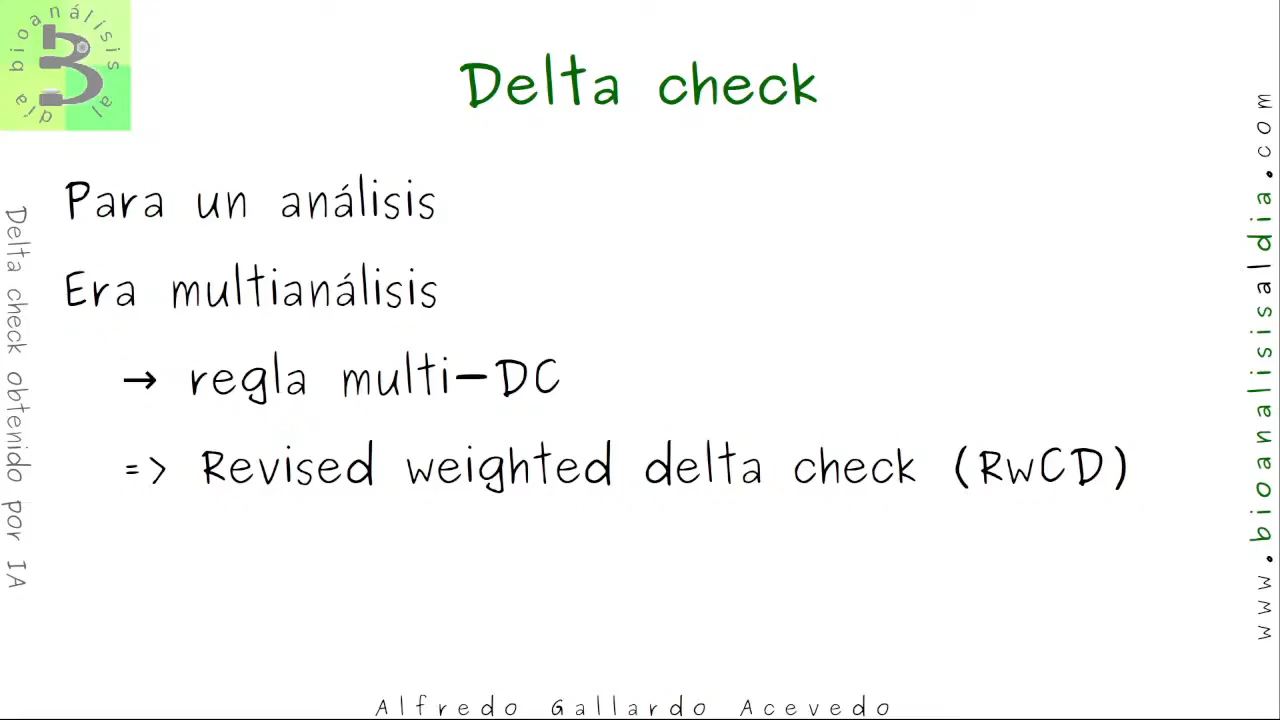 bioanálisis al día
Delta check
Para un análisis
Era multianálisis
→ regla multi-DC
=> Revised weighted delta check (RwCD)
Delta check obtenido por IA
www.bioanalisisaldia.com
Alfredo Gallardo Acevedo